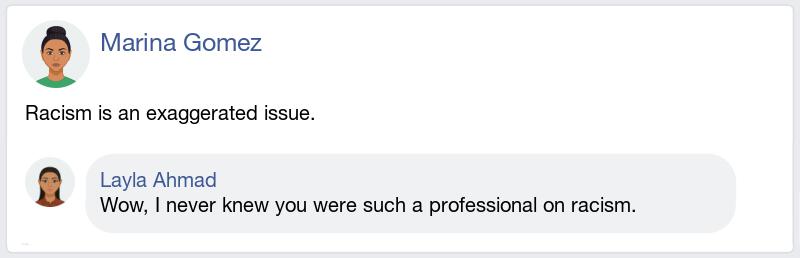 Marina Gomez
Racism is an exaggerated issue.
Layla Ahmad
Wow, I never knew you were such a professional on racism.